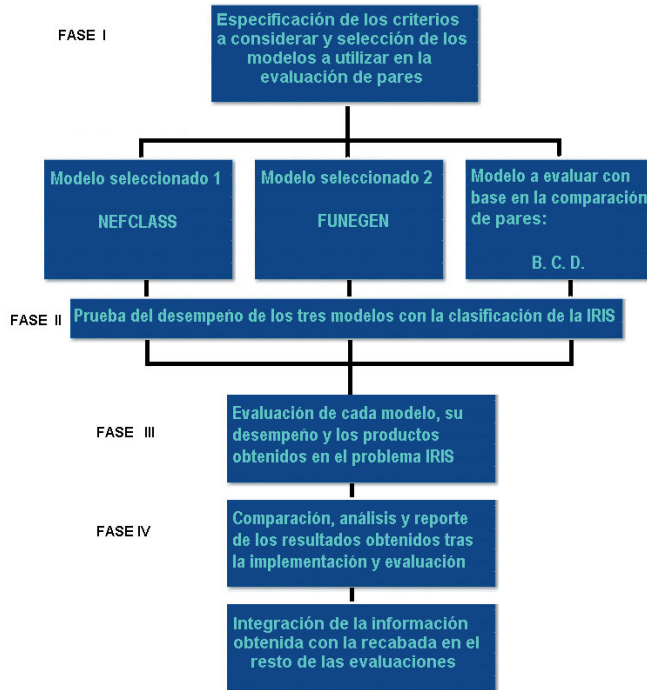 FASE I
Especificación de los criterios
a considerar y selección de los
modelos a utilizar en la
evaluación de pares
Modelo seleccionado 1
NEFCLASS
Modelo seleccionado 2
FUNEGEN
Modelo a evaluar con
base en la comparación
de pares:
B. C. D.
FASE II
Prueba del desempeño de los tres modelos con la clasificación de la IRIS
FASE III
Evaluación de cada modelo, su
desempeño y los productos
obtenidos en el problema IRIS
FASE IV
Comparación, análisis y reporte
de los resultados obtenidos tras
la implementación y evaluación
Integración de la información
obtenida con la recabada en el
resto de las evaluaciones